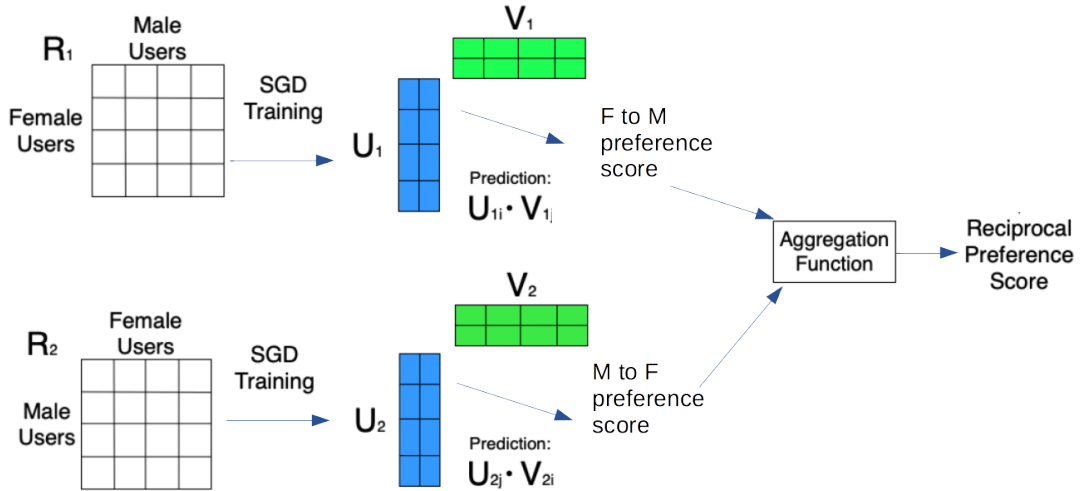 R1
Male
Users
Female
Users
SGD
Training
V1
U1
Prediction:
U1i · V1j
F to M
preference
score
Aggregation
Function
Reciprocal
Preference
Score
R2
Female
Users
Male
Users
SGD
Training
V2
U2
Prediction:
U2j · V2i
M to F
preference
score